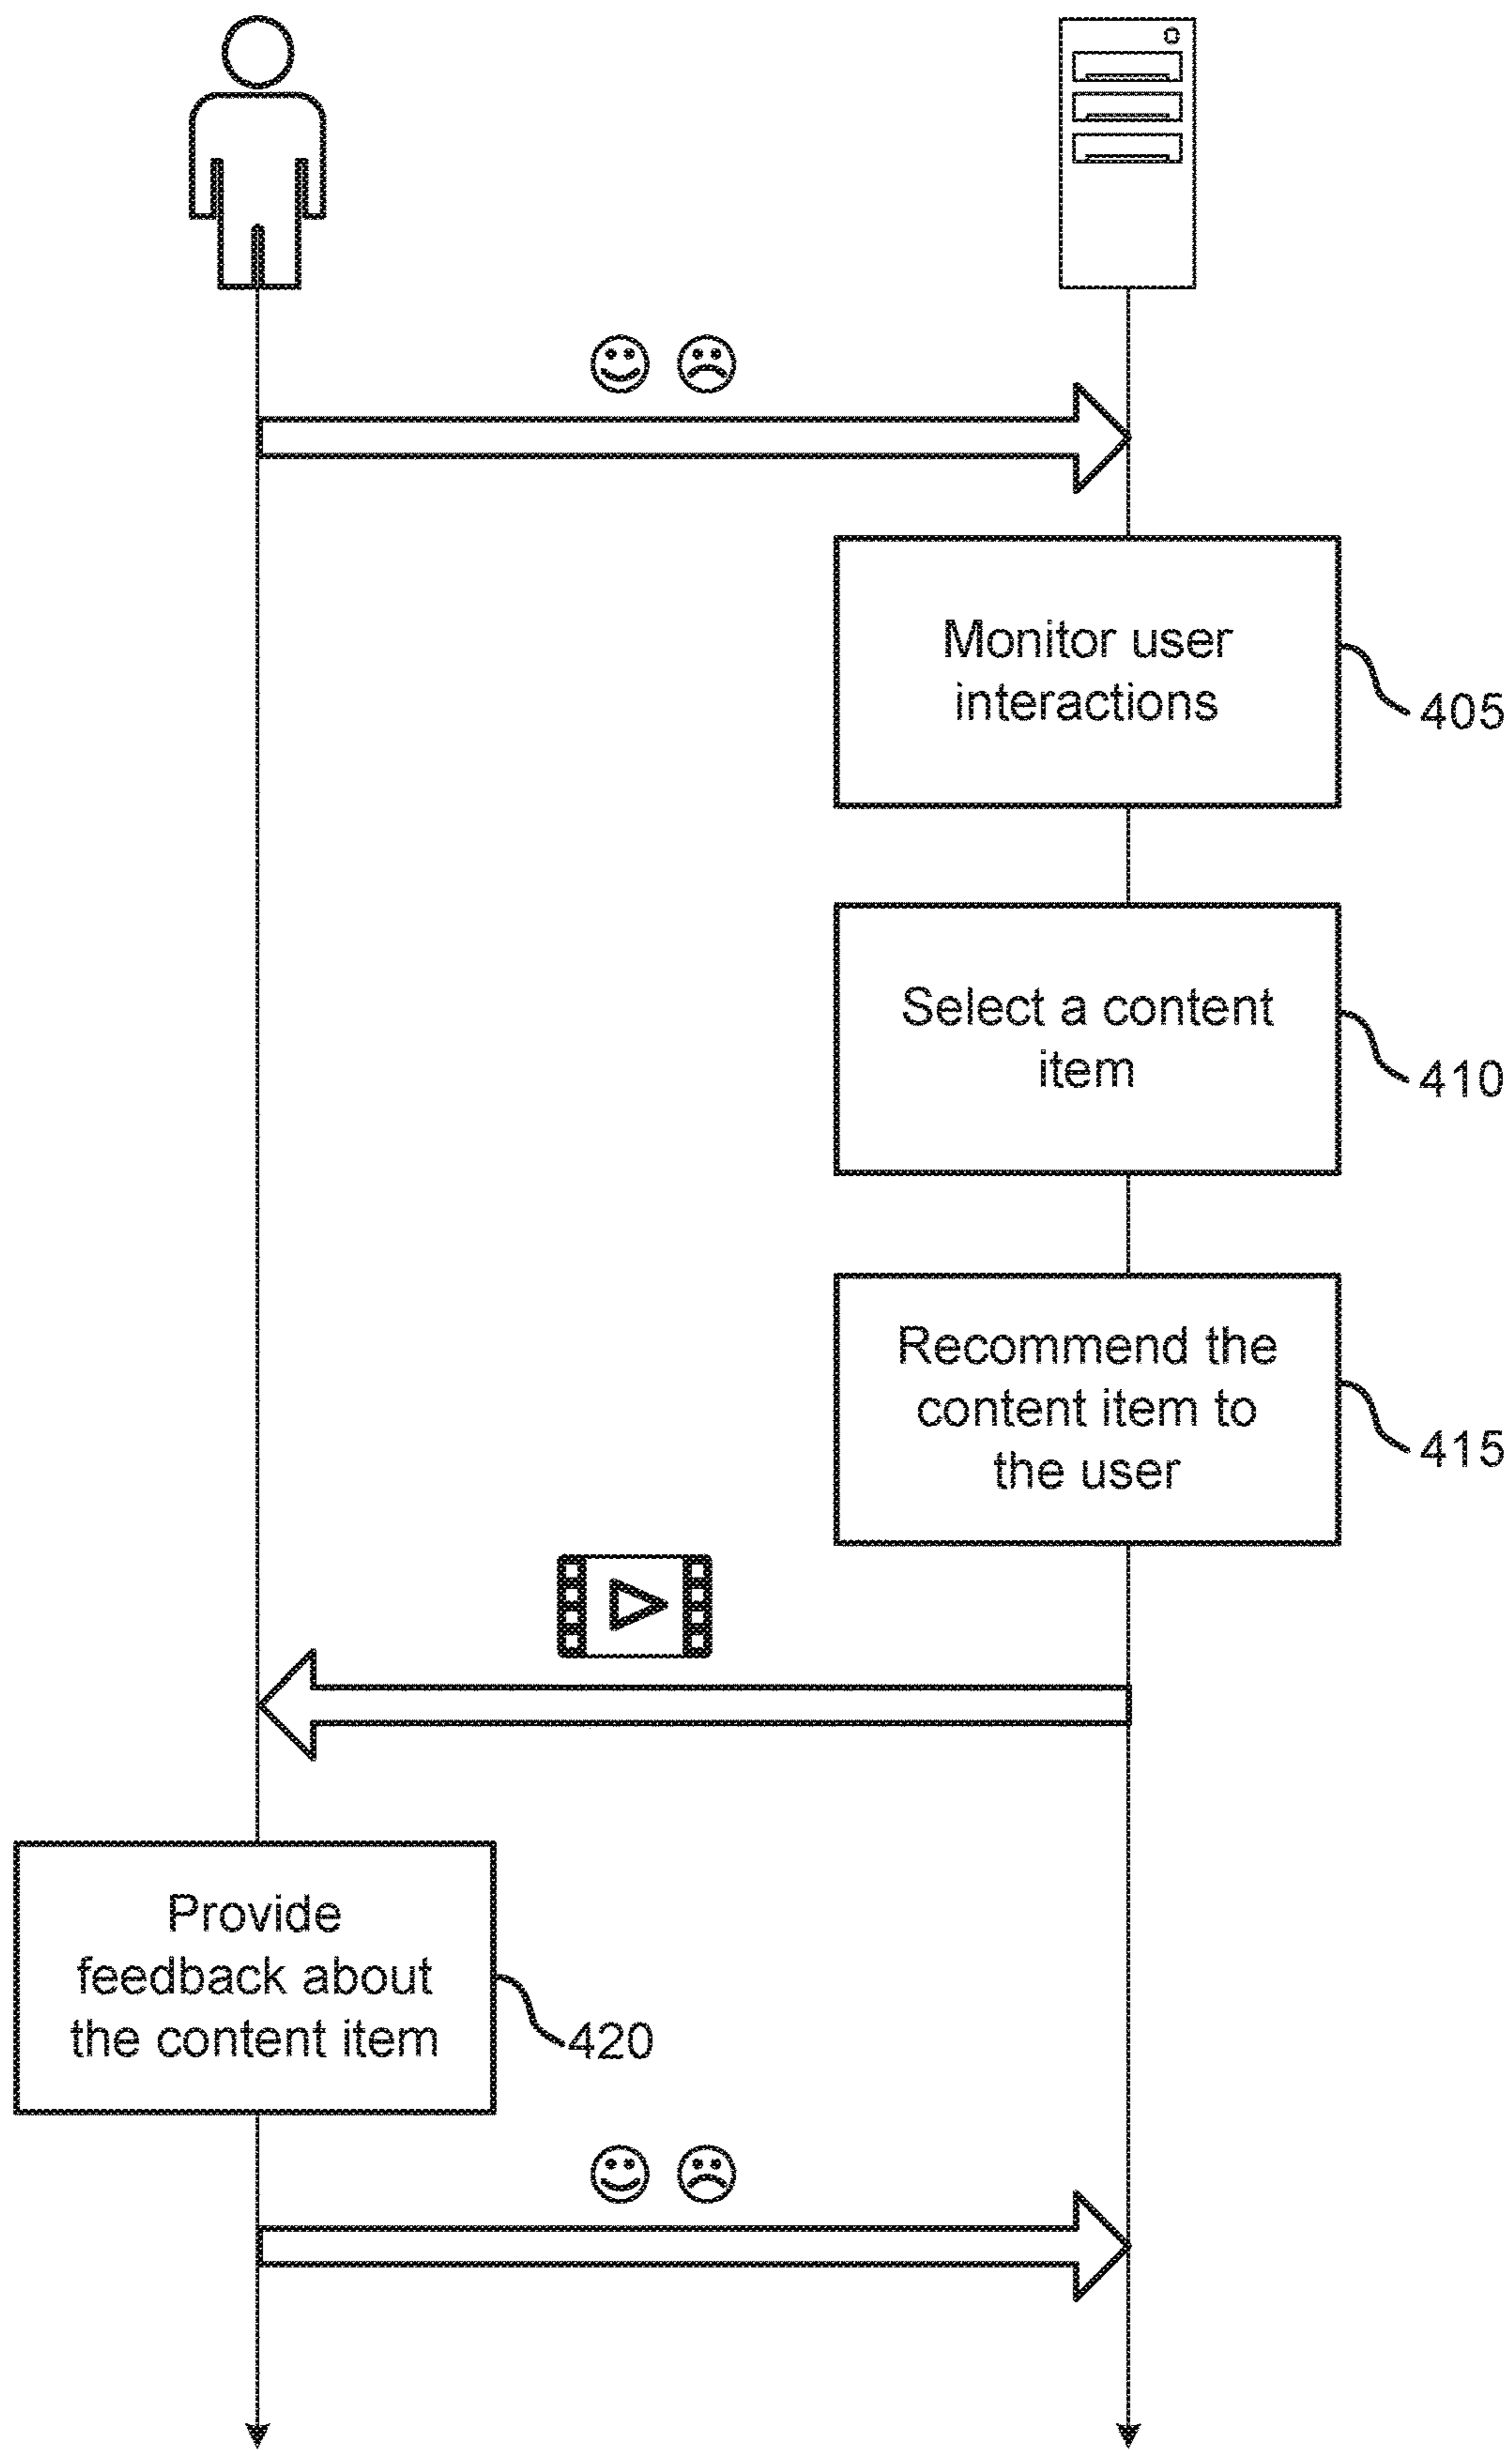 Monitor user
interactions
405
Select a content
item
410
Recommend the
content item to
the user
415
Provide
feedback about
the content item
420